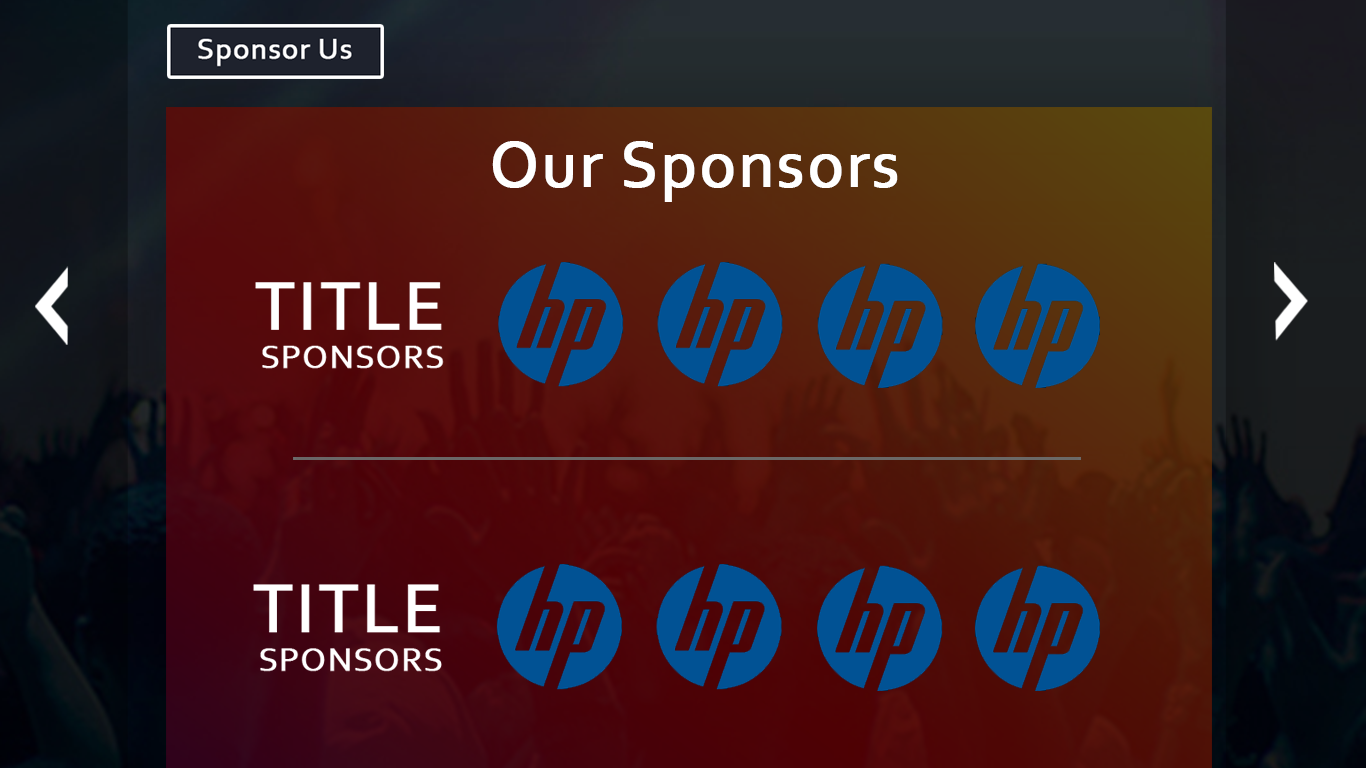 Sponsor Us
Our Sponsors
TITLE
SPONSORS
hp hp hp hp
TITLE
SPONSORS
hp hp hp hp